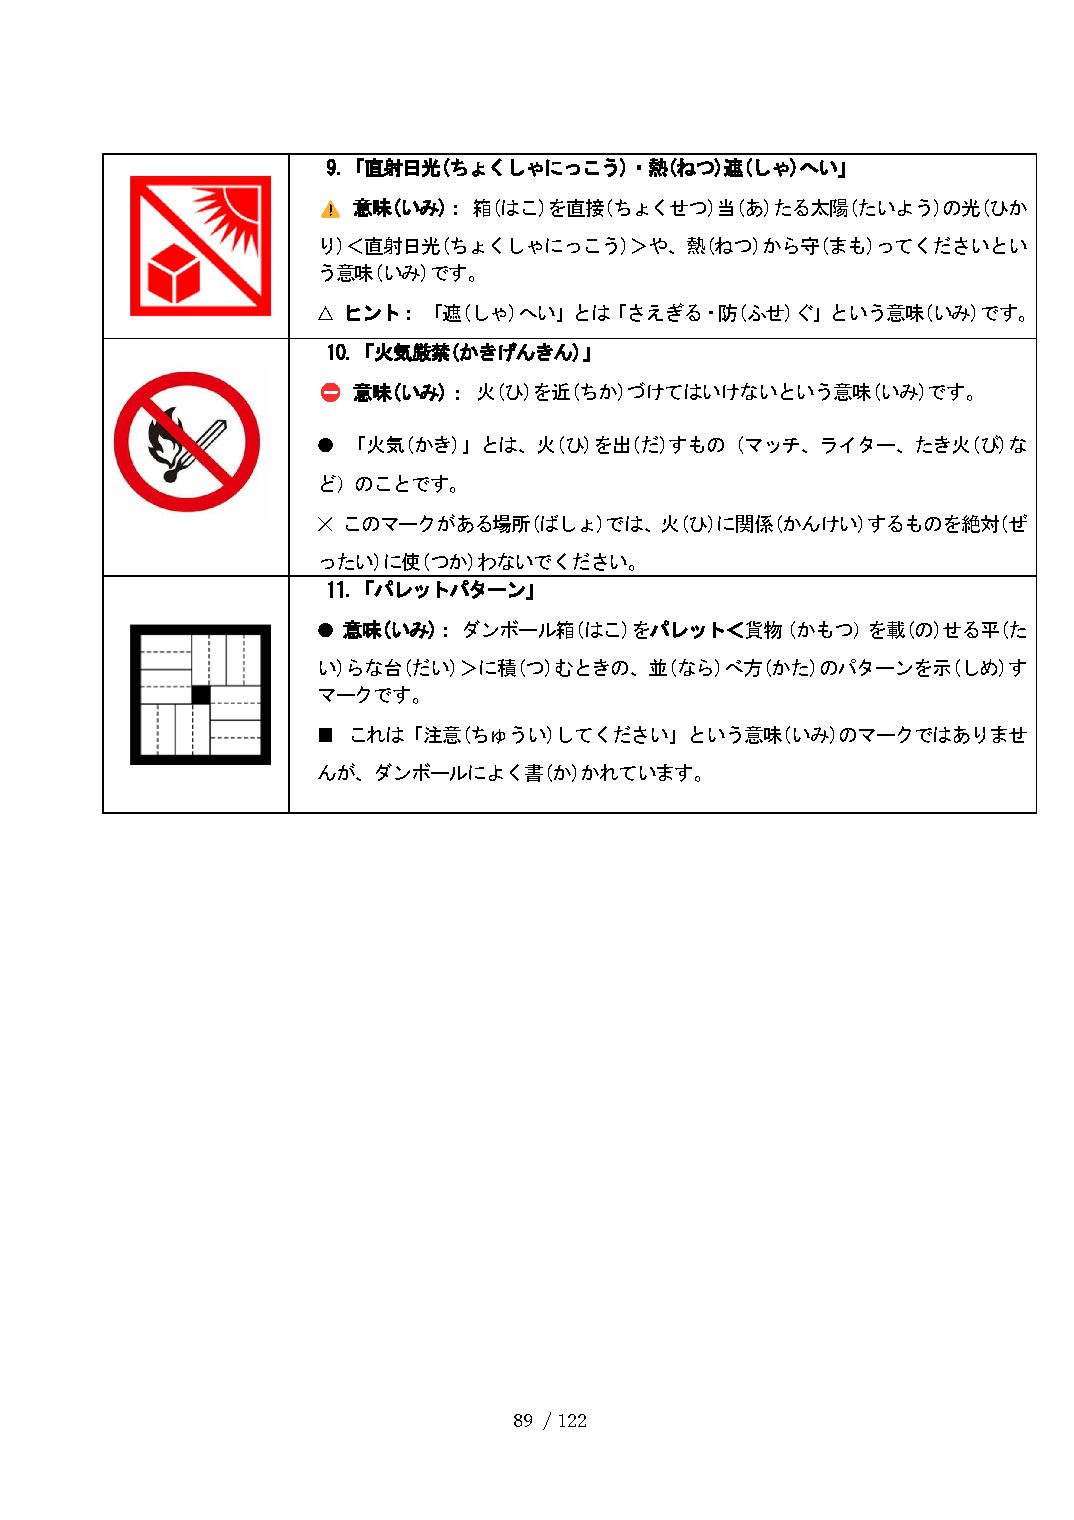 9.「直射日光(ちょくしゃにっこう)・熱(ねつ)遮(しゃ)へい」
⚠ 意味(いみ)： 箱(はこ)を直接(ちょくせつ)当(あ)たる太陽(たいよう)の光(ひか
り)＜直射日光(ちょくしゃにっこう)＞や、熱(ねつ)から守(まも)ってくださいとい
う意味(いみ)です。
△ ヒント： 「遮(しゃ)へい」とは「さえぎる・防(ふせ)ぐ」という意味(いみ)です。
10.「火気厳禁(かきげんきん)」
⛔ 意味(いみ)： 火(ひ)を近(ちか)づけてはいけないという意味(いみ)です。
● 「火気(かき)」とは、火(ひ)を出(だ)すもの（マッチ、ライター、たき火(び)な
ど）のことです。
× このマークがある場所(ばしょ)では、火(ひ)に関係(かんけい)するものを絶対(ぜ
ったい)に使(つか)わないでください。
11.「パレットパターン」
● 意味(いみ)： ダンボール箱(はこ)をパレット＜貨物（かもつ）を載(の)せる平(た
い)らな台(だい)＞に積(つ)むときの、並(なら)べ方(かた)のパターンを示(しめ)す
マークです。
■ これは「注意(ちゅうい)してください」という意味(いみ)のマークではありませ
んが、ダンボールによく書(か)かれています。
89 / 122